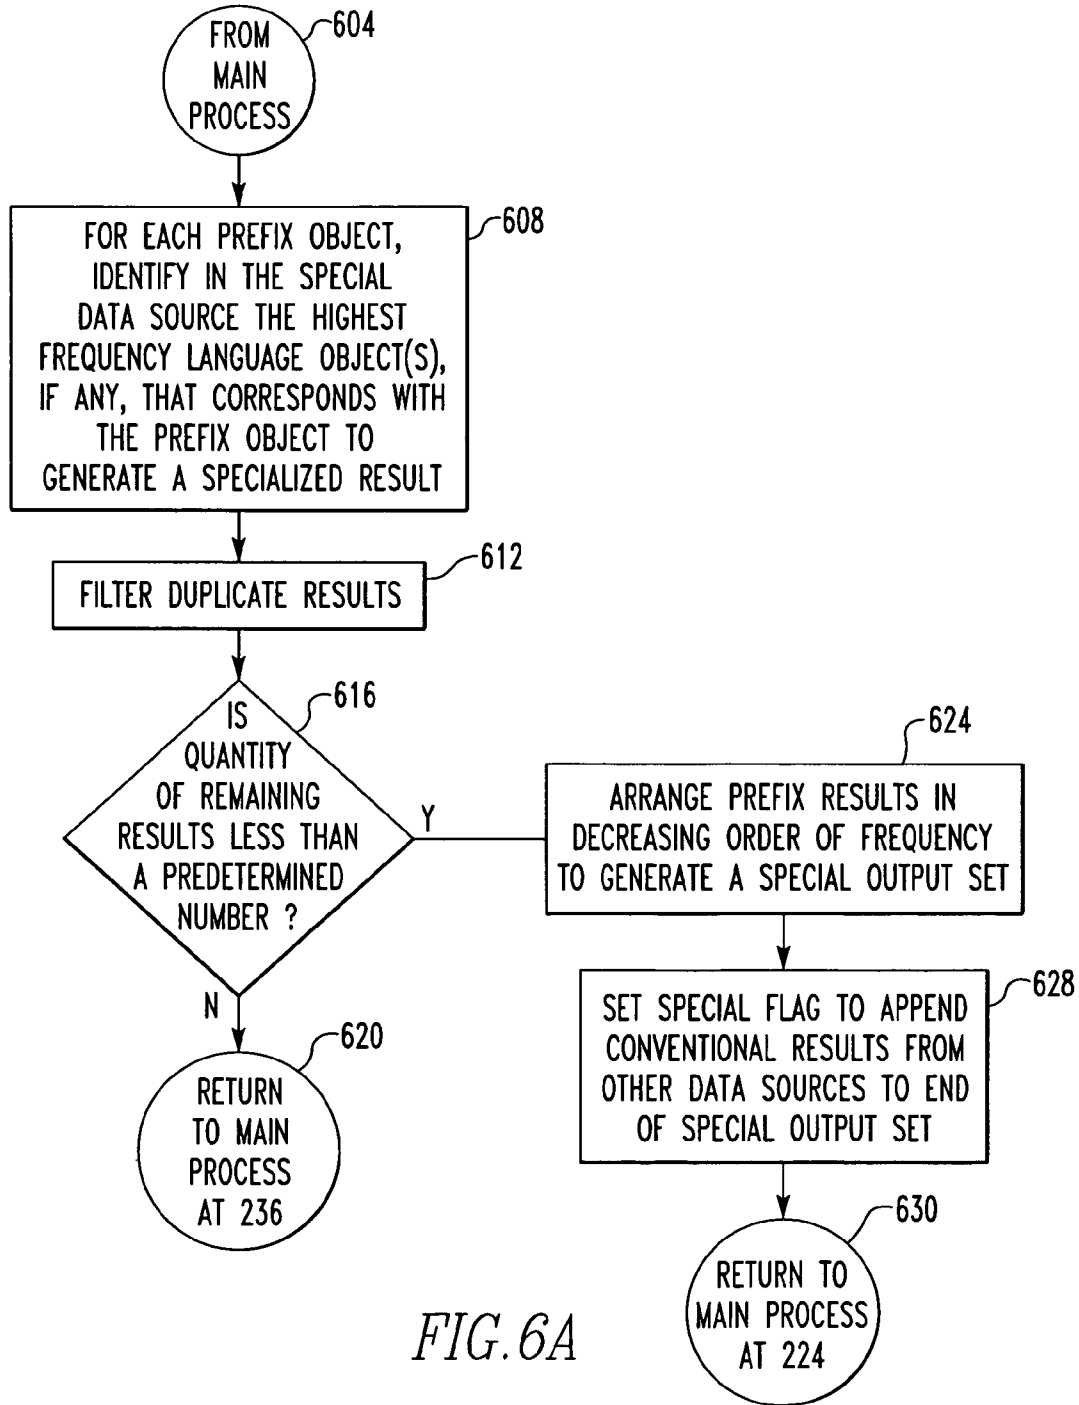 FROM
MAIN
PROCESS
604
FOR EACH PREFIX OBJECT,
IDENTIFY IN THE SPECIAL
DATA SOURCE THE HIGHEST
FREQUENCY LANGUAGE OBJECT(S),
IF ANY, THAT CORRESPONDS WITH
THE PREFIX OBJECT TO
GENERATE A SPECIALIZED RESULT
608
FILTER DUPLICATE RESULTS
612
IS
QUANTITY
OF REMAINING
RESULTS LESS THAN
A PREDETERMINED
NUMBER ?
616
Y
N
RETURN
TO MAIN
PROCESS
AT 236
620
ARRANGE PREFIX RESULTS IN
DECREASING ORDER OF FREQUENCY
TO GENERATE A SPECIAL OUTPUT SET
624
SET SPECIAL FLAG TO APPEND
CONVENTIONAL RESULTS FROM
OTHER DATA SOURCES TO END
OF SPECIAL OUTPUT SET
628
RETURN TO
MAIN PROCESS
AT 224
630
FIG.6A